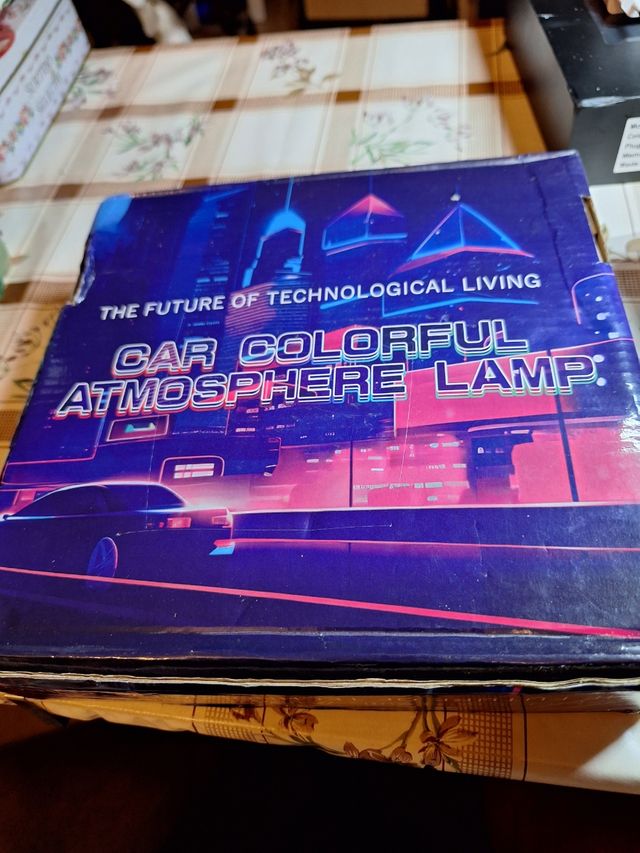 THE FUTURE OF TECHNOLOGICAL LIVING
CAR COLORFUL
ATMOSPHERE LAMP